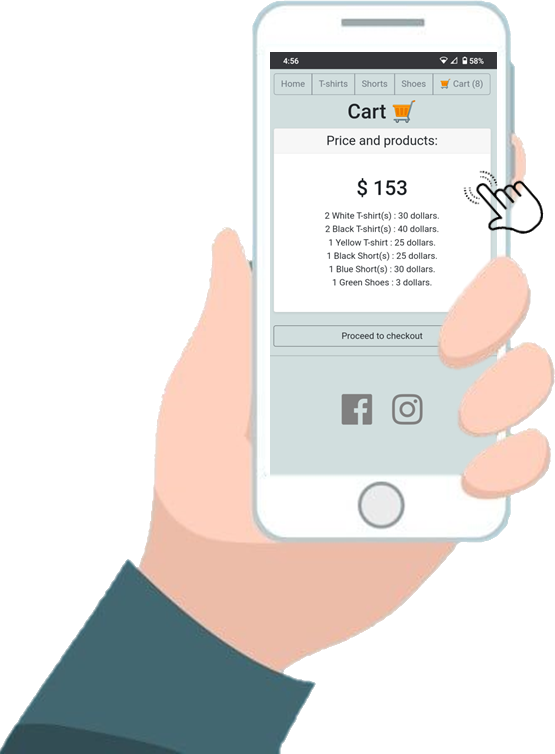 4:56 58%
Home T-shirts Shorts Shoes 🛒 Cart (8)
Cart 🛒
Price and products:
$ 153
2 White T-shirt(s) : 30 dollars.
2 Black T-shirt(s) : 40 dollars.
1 Yellow T-shirt : 25 dollars.
1 Black Short(s) : 25 dollars.
1 Blue Short(s) : 30 dollars.
1 Green Shoes : 3 dollars.
Proceed to checkout